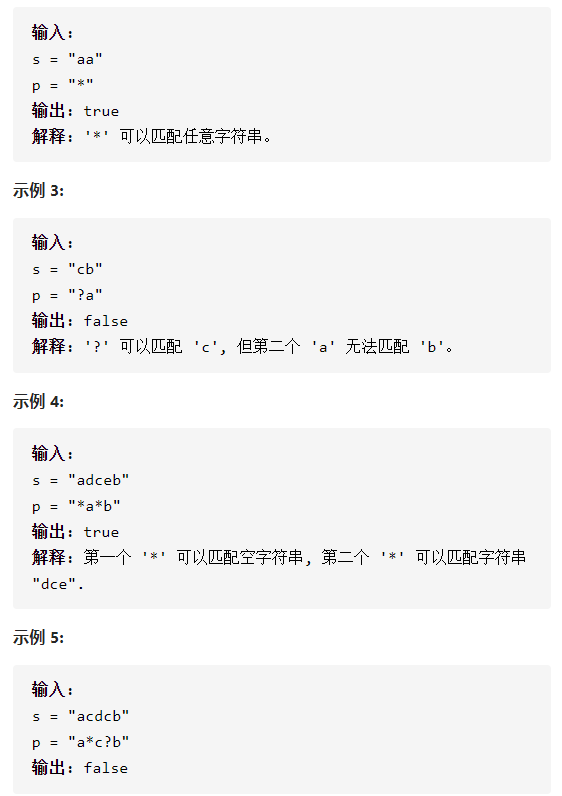 输入:
s = "aa"
p = "*"
输出: true
解释: '*' 可以匹配任意字符串。
示例 3:
输入:
s = "cb"
p = "?a"
输出: false
解释: '?' 可以匹配 'c', 但第二个 'a' 无法匹配 'b'。
示例 4:
输入:
s = "adceb"
p = "*a*b"
输出: true
解释: 第一个 '*' 可以匹配空字符串, 第二个 '*' 可以匹配字符串
"dce".
示例 5:
输入:
s = "acdcb"
p = "a*c?b"
输出: false